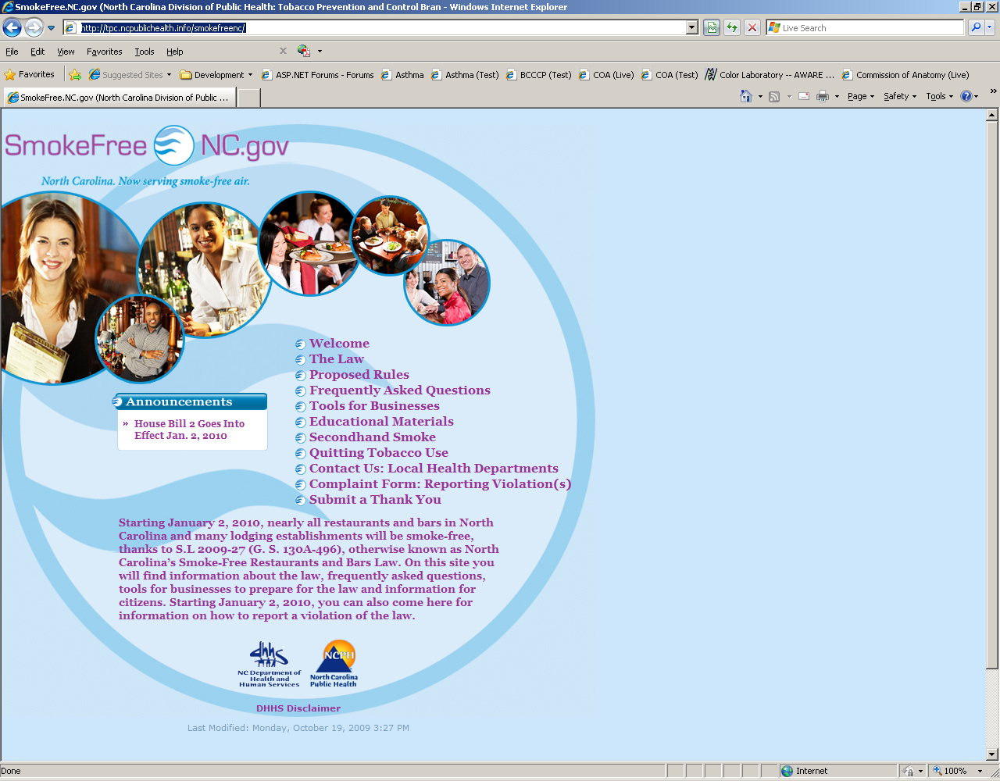 SmokeFree.NC.gov (North Carolina Division of Public Health: Tobacco Prevention and Control Bran - Windows Internet Explorer
http://tpc.ncpublichealth.info/smokefreenc/
Live Search
File Edit View Favorites Tools Help
Favorites Suggested Sites Development ASP.NET Forums - Forums Asthma Asthma (Test) BCCCP (Test) COA (Live) COA (Test) Color Laboratory -- AWARE ... Commission of Anatomy (Live)
SmokeFree.NC.gov (North Carolina Division of Public ...
Page Safety Tools
SmokeFree NC.gov
North Carolina. Now serving smoke-free air.
Welcome
The Law
Proposed Rules
Frequently Asked Questions
Tools for Businesses
Educational Materials
Secondhand Smoke
Quitting Tobacco Use
Contact Us: Local Health Departments
Complaint Form: Reporting Violation(s)
Submit a Thank You
Announcements
» House Bill 2 Goes Into
Effect Jan. 2, 2010
Starting January 2, 2010, nearly all restaurants and bars in North
Carolina and many lodging establishments will be smoke-free,
thanks to S.L 2009-27 (G. S. 130A-496), otherwise known as North
Carolina's Smoke-Free Restaurants and Bars Law. On this site you
will find information about the law, frequently asked questions,
tools for businesses to prepare for the law and information for
citizens. Starting January 2, 2010, you can also come here for
information on how to report a violation of the law.
dhhs
NC Department of
Health and
Human Services
NCPH
North Carolina
Public Health
DHHS Disclaimer
Last Modified: Monday, October 19, 2009 3:27 PM
Done
Internet
100%